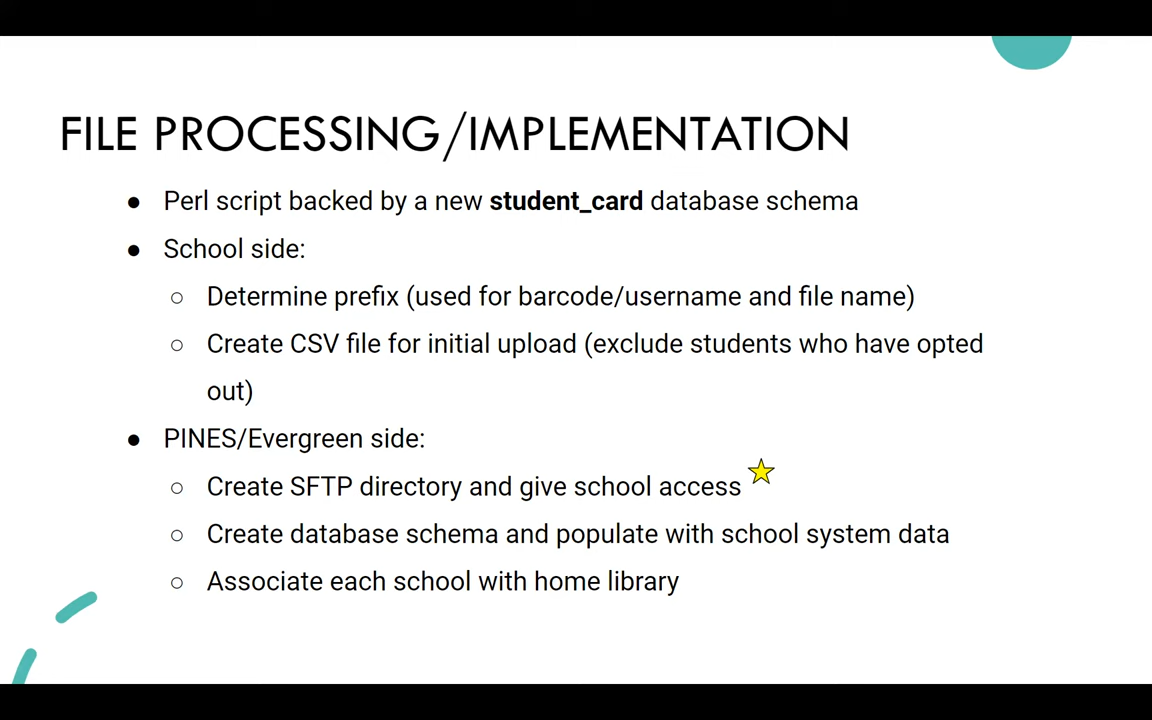 FILE PROCESSING/IMPLEMENTATION
● Perl script backed by a new student_card database schema
● School side:
○ Determine prefix (used for barcode/username and file name)
○ Create CSV file for initial upload (exclude students who have opted
out)
● PINES/Evergreen side:
○ Create SFTP directory and give school access
○ Create database schema and populate with school system data
○ Associate each school with home library